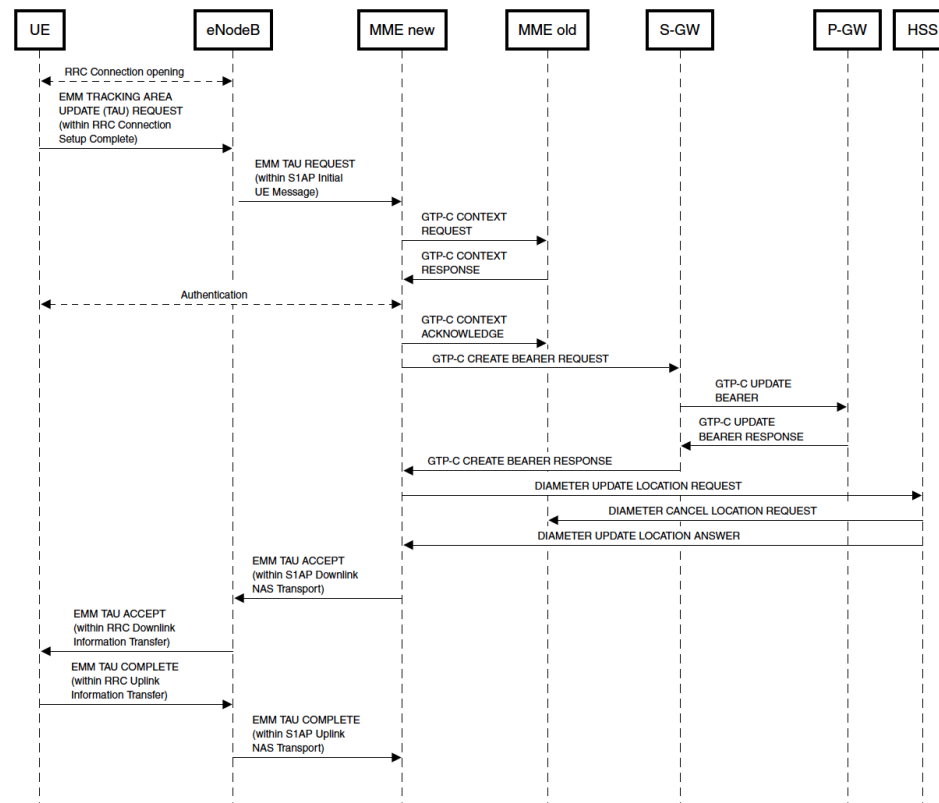 UE
eNodeB
MME new
MME old
S-GW
P-GW
HSS
RRC Connection opening
EMM TRACKING AREA
UPDATE (TAU) REQUEST
(within RRC Connection
Setup Complete)
EMM TAU REQUEST
(within S1AP Initial
UE Message)
GTP-C CONTEXT
REQUEST
GTP-C CONTEXT
RESPONSE
Authentication
GTP-C CONTEXT
ACKNOWLEDGE
GTP-C CREATE BEARER REQUEST
GTP-C UPDATE
BEARER
GTP-C UPDATE
BEARER RESPONSE
GTP-C CREATE BEARER RESPONSE
DIAMETER UPDATE LOCATION REQUEST
DIAMETER CANCEL LOCATION REQUEST
DIAMETER UPDATE LOCATION ANSWER
EMM TAU ACCEPT
(within S1AP Downlink
NAS Transport)
EMM TAU ACCEPT
(within RRC Downlink
Information Transfer)
EMM TAU COMPLETE
(within RRC Uplink
Information Transfer)
EMM TAU COMPLETE
(within S1AP Uplink
NAS Transport)